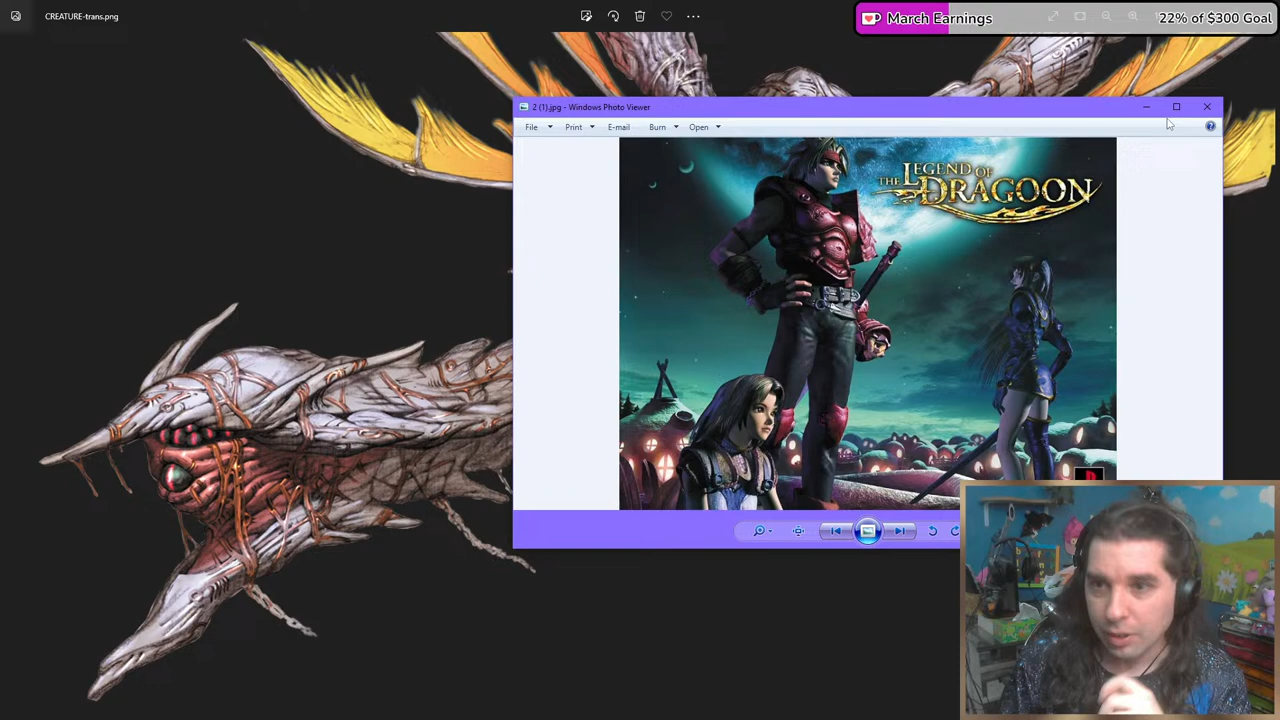 CREATURE-trans.png
March Earnings
22% of $300 Goal
2 (1).jpg - Windows Photo Viewer
File
Print
E-mail
Burn
Open
THE LEGEND OF
DRAGOON